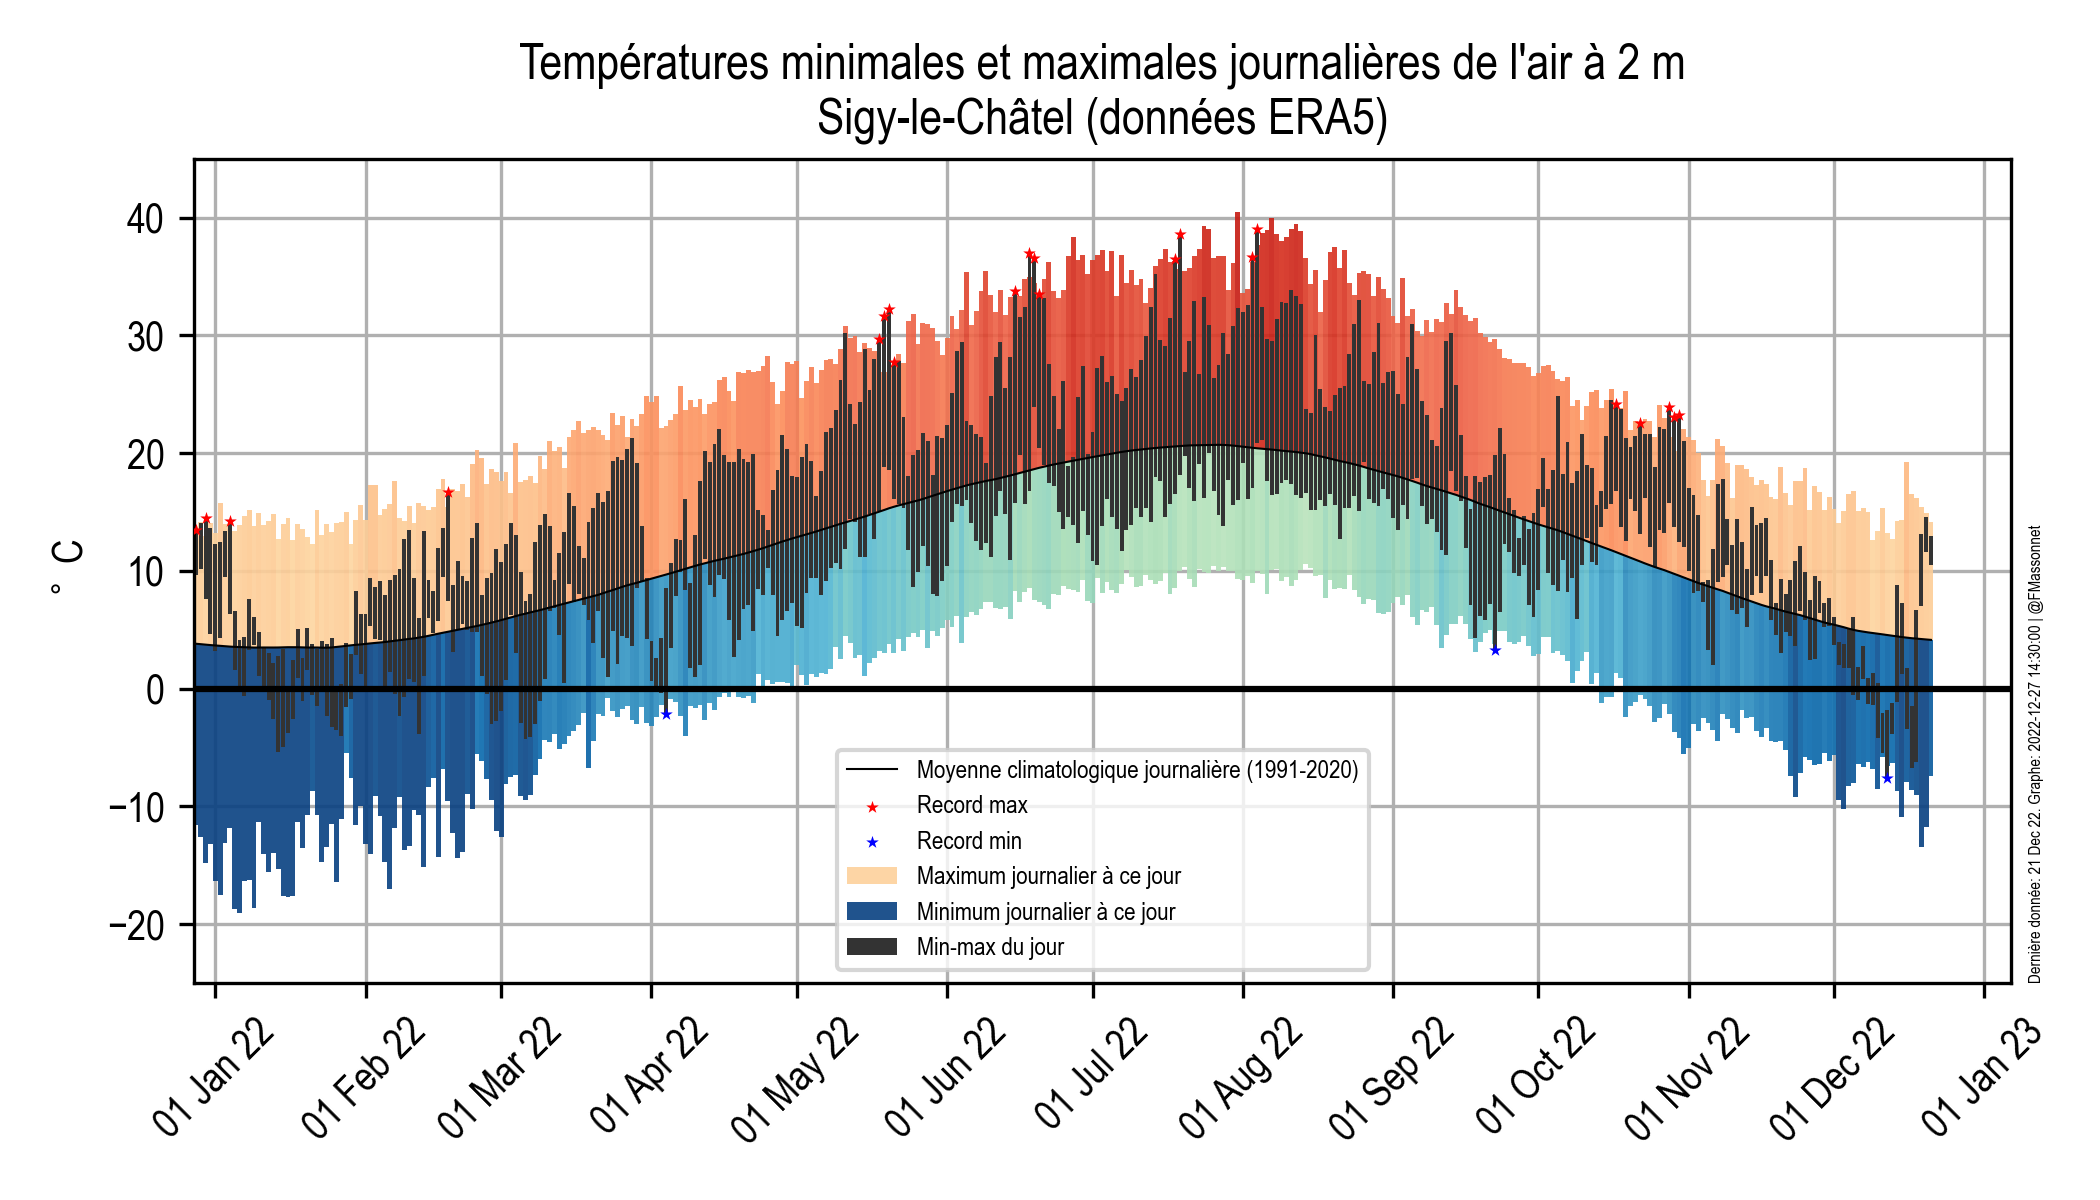 Températures minimales et maximales journalières de l'air à 2 m
Sigy-le-Châtel (données ERA5)
° C
40
30
20
10
0
−10
−20
Moyenne climatologique journalière (1991-2020)
Record max
Record min
Maximum journalier à ce jour
Minimum journalier à ce jour
Min-max du jour
01 Jan 22
01 Feb 22
01 Mar 22
01 Apr 22
01 May 22
01 Jun 22
01 Jul 22
01 Aug 22
01 Sep 22
01 Oct 22
01 Nov 22
01 Dec 22
01 Jan 23
Dernière donnée: 21 Dec 22. Graphe: 2022-12-27 14:30:00 | @FMassonnet